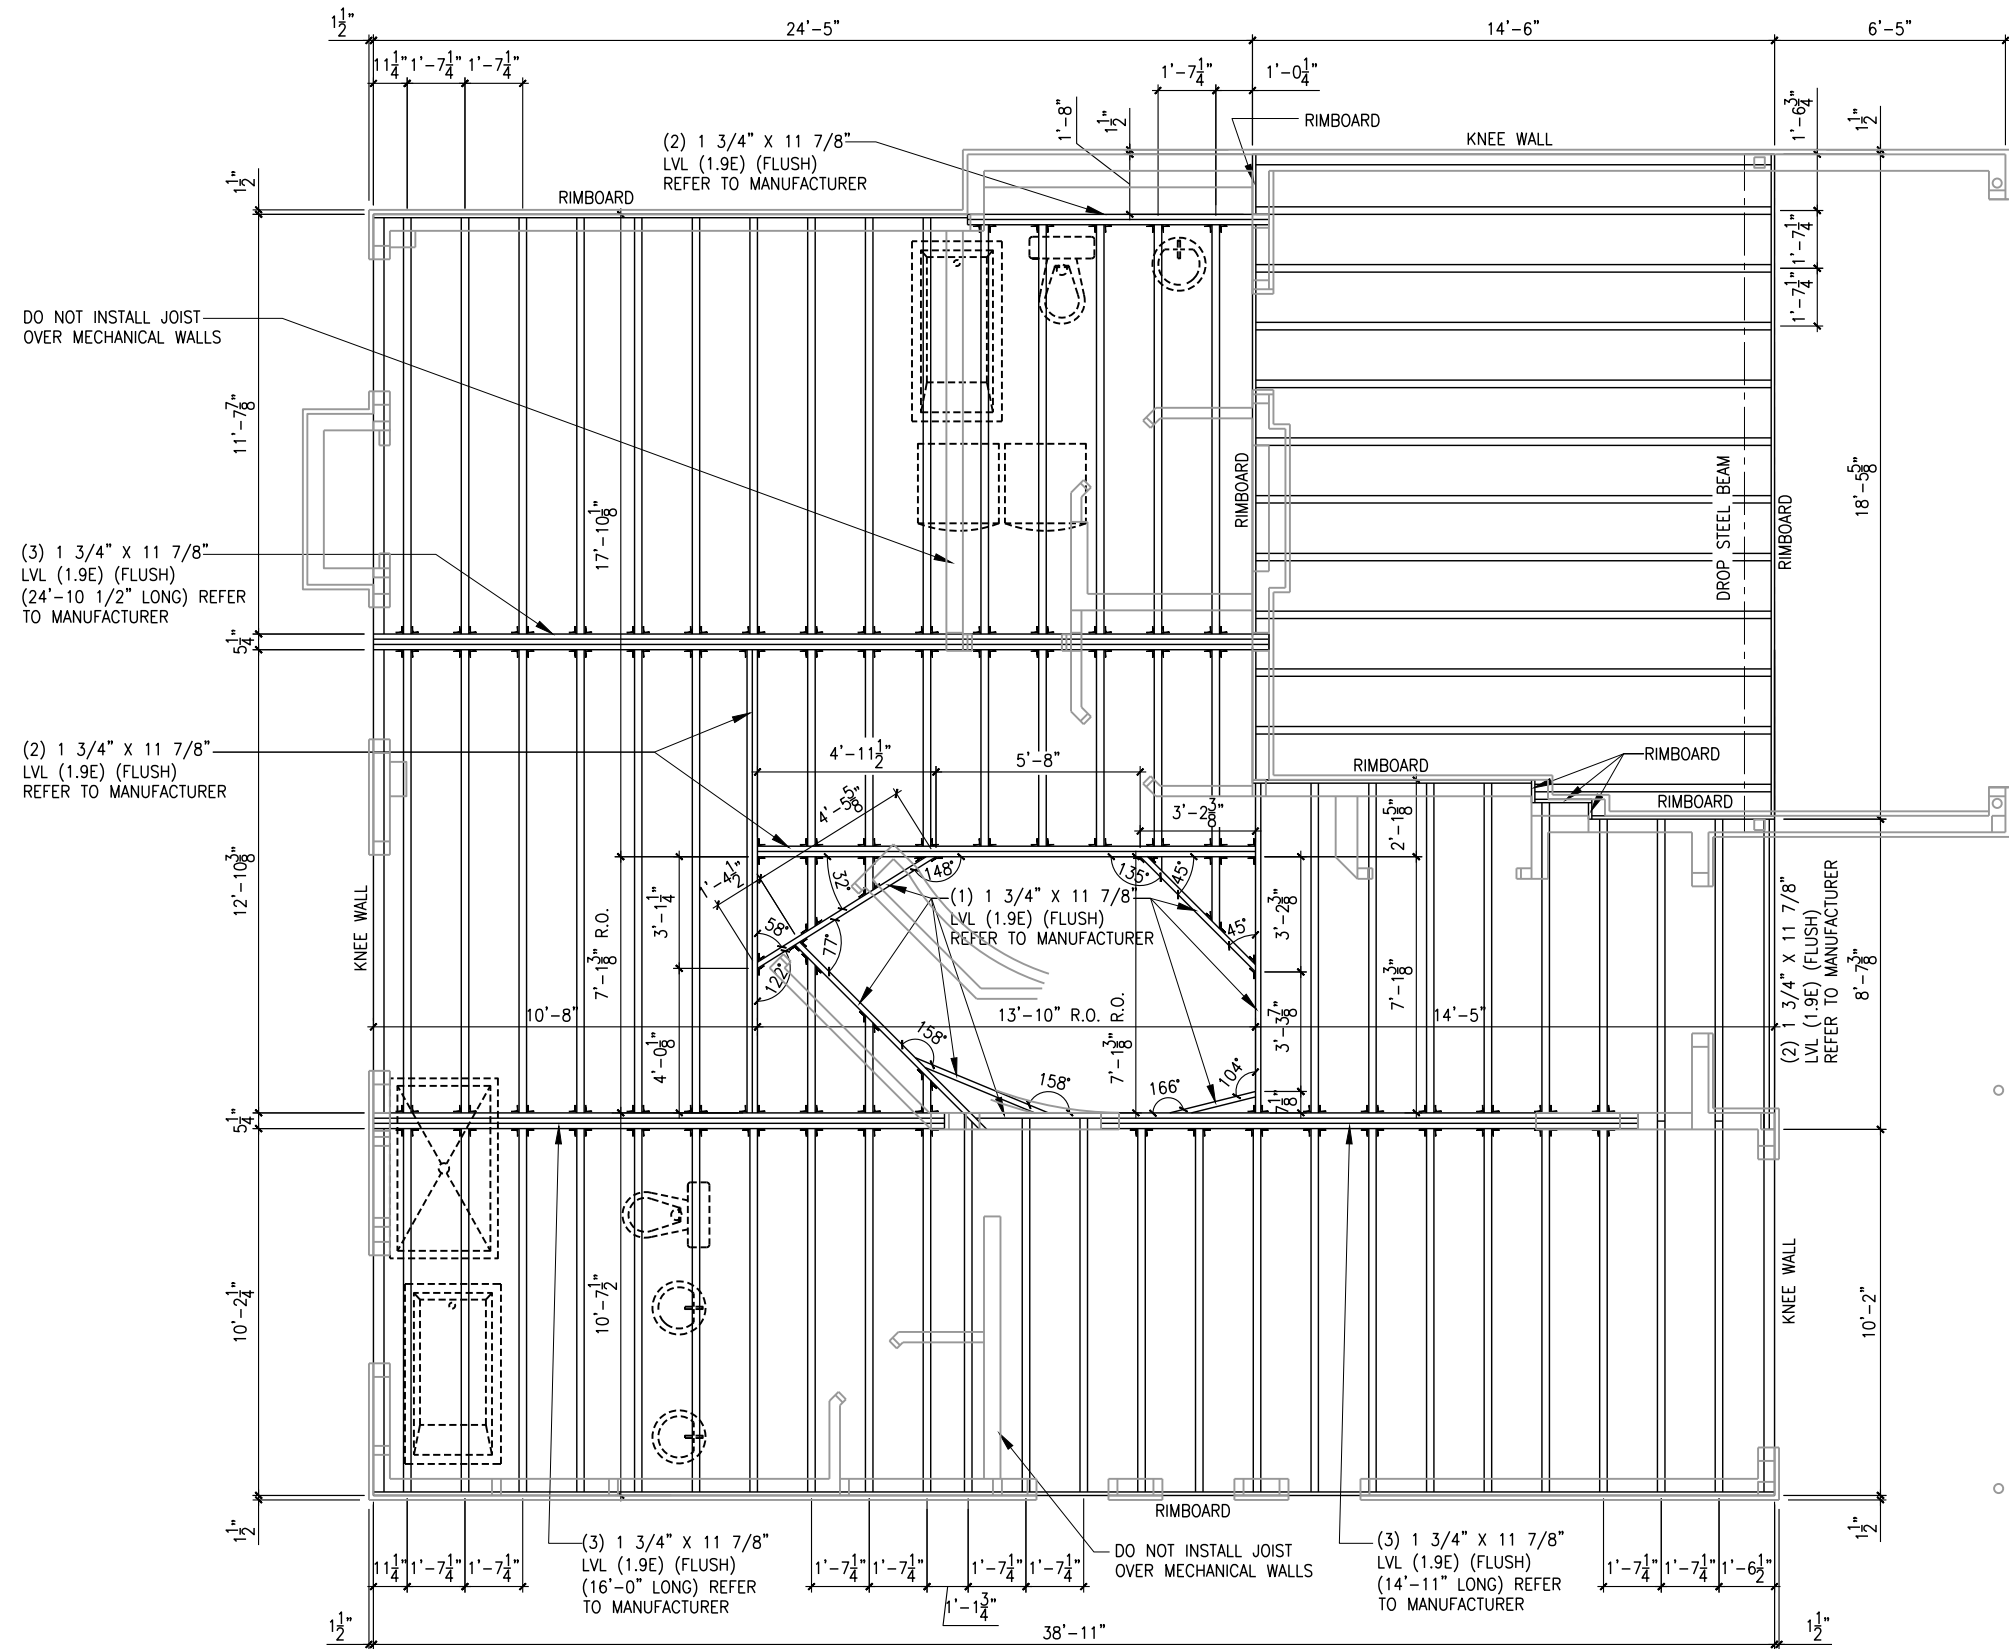 1 1/2"
24'-5"
14'-6"
6'-5"
11 1/4"
1'-7 1/4"
1'-7 1/4"
1'-7 1/4"
1'-0 1/4"
1'-8"
1 1/2"
1'-6 3/4"
1 1/2"
RIMBOARD
KNEE WALL
(2) 1 3/4" X 11 7/8"
LVL (1.9E) (FLUSH)
REFER TO MANUFACTURER
1 1/2"
RIMBOARD
1'-7 1/4"
1'-7 1/4"
DO NOT INSTALL JOIST
OVER MECHANICAL WALLS
11'-7 7/8"
17'-10 1/8"
RIMBOARD
DROP STEEL BEAM
RIMBOARD
18'-5 5/8"
(3) 1 3/4" X 11 7/8"
LVL (1.9E) (FLUSH)
(24'-10 1/2" LONG) REFER
TO MANUFACTURER
5 1/4"
(2) 1 3/4" X 11 7/8"
LVL (1.9E) (FLUSH)
REFER TO MANUFACTURER
4'-11 1/2"
5'-8"
RIMBOARD
RIMBOARD
RIMBOARD
4'-5 5/8"
3'-2 3/8"
2'-1 5/8"
1'-4 1/2"
32°
148°
135°
45°
12'-10 3/8"
KNEE WALL
7'-1 3/8" R.O.
3'-1 1/4"
58°
77°
122°
(1) 1 3/4" X 11 7/8"
LVL (1.9E) (FLUSH)
REFER TO MANUFACTURER
45°
3'-2 3/8"
7'-1 3/8"
(2) 1 3/4" X 11 7/8"
LVL (1.9E) (FLUSH)
REFER TO MANUFACTURER
8'-7 3/8"
10'-8"
13'-10" R.O.
14'-5"
4'-0 1/8"
158°
158°
7'-1 3/8" R.O.
166°
104°
3'-3 7/8"
7 1/8"
5 1/4"
10'-2 1/4"
10'-7 1/2"
KNEE WALL
10'-2"
1 1/2"
RIMBOARD
1 1/2"
11 1/4"
1'-7 1/4"
1'-7 1/4"
(3) 1 3/4" X 11 7/8"
LVL (1.9E) (FLUSH)
(16'-0" LONG) REFER
TO MANUFACTURER
1'-7 1/4"
1'-7 1/4"
1'-1 3/4"
1'-7 1/4"
1'-7 1/4"
DO NOT INSTALL JOIST
OVER MECHANICAL WALLS
(3) 1 3/4" X 11 7/8"
LVL (1.9E) (FLUSH)
(14'-11" LONG) REFER
TO MANUFACTURER
1'-7 1/4"
1'-7 1/4"
1'-6 1/2"
1 1/2"
38'-11"
1 1/2"